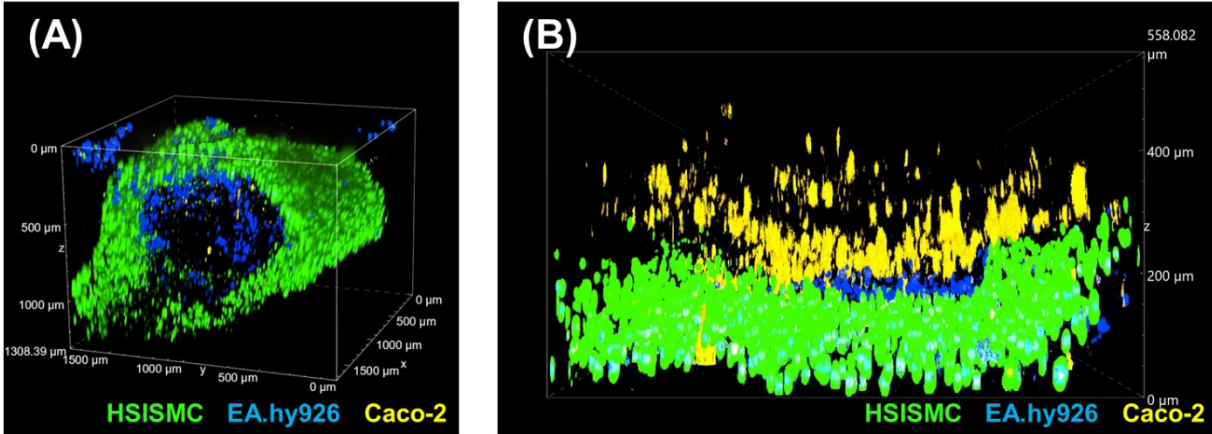 (A)
0 µm
500 µm
z
1000 µm
1308.39 µm
1500 µm
1000 µm
y
500 µm
0 µm
0 µm
500 µm
1000 µm
x
1500 µm
HSISMC EA.hy926 Caco-2
(B)
558.082
µm
400 µm
z
200 µm
0 µm
HSISMC EA.hy926 Caco-2